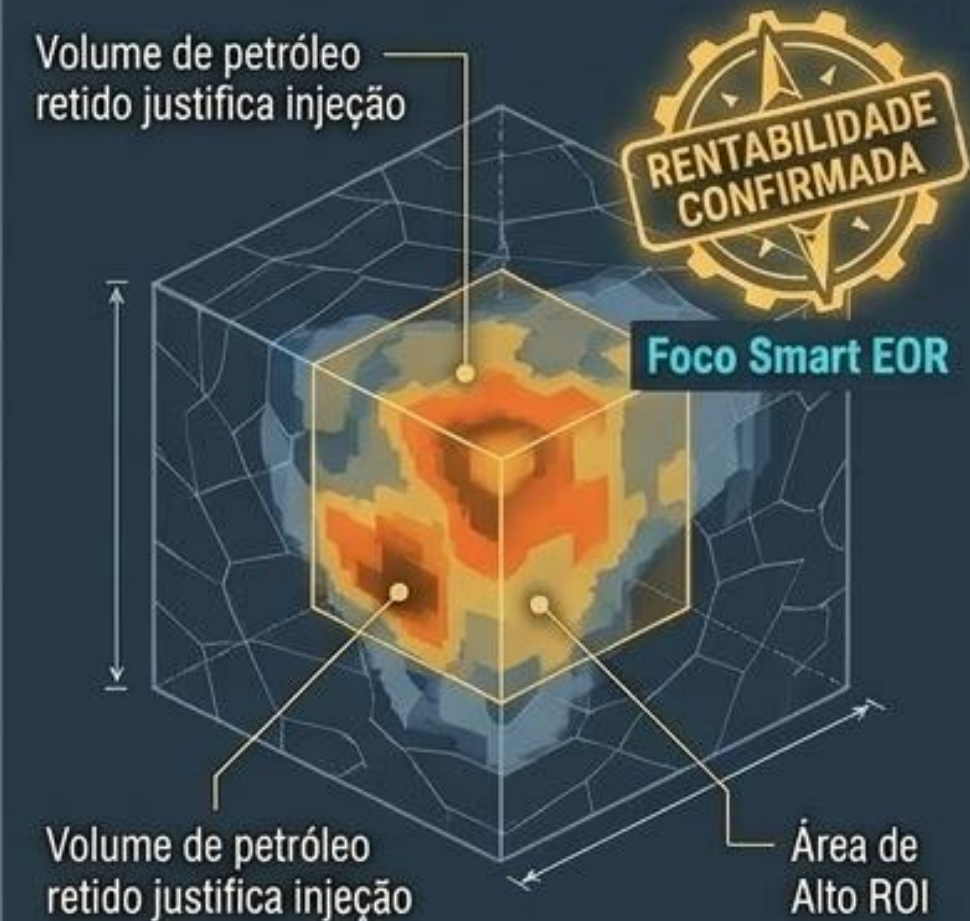 Volume de petróleo
retido justifica injeção
RENTABILIDADE
CONFIRMADA
Foco Smart EOR
Volume de petróleo
retido justifica injeção
Área de
Alto ROI